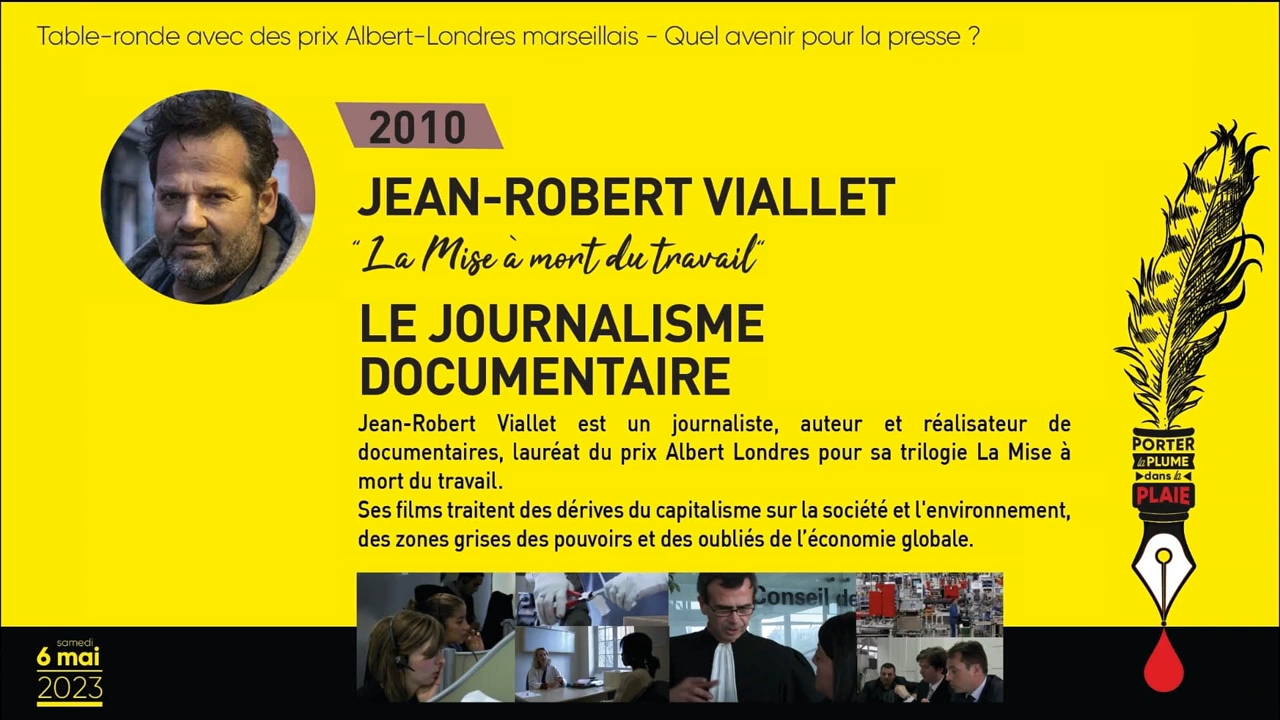 Table-ronde avec des prix Albert-Londres marseillais - Quel avenir pour la presse ?
2010
JEAN-ROBERT VIALLET
"La Mise à mort du travail"
LE JOURNALISME
DOCUMENTAIRE
Jean-Robert Viallet est un journaliste, auteur et réalisateur de
documentaires, lauréat du prix Albert Londres pour sa trilogie La Mise à
mort du travail.
Ses films traitent des dérives du capitalisme sur la société et l'environnement,
des zones grises des pouvoirs et des oubliés de l’économie globale.
PORTER
la PLUME
dans la
PLAIE
Conseil de
samedi
6 mai
2023